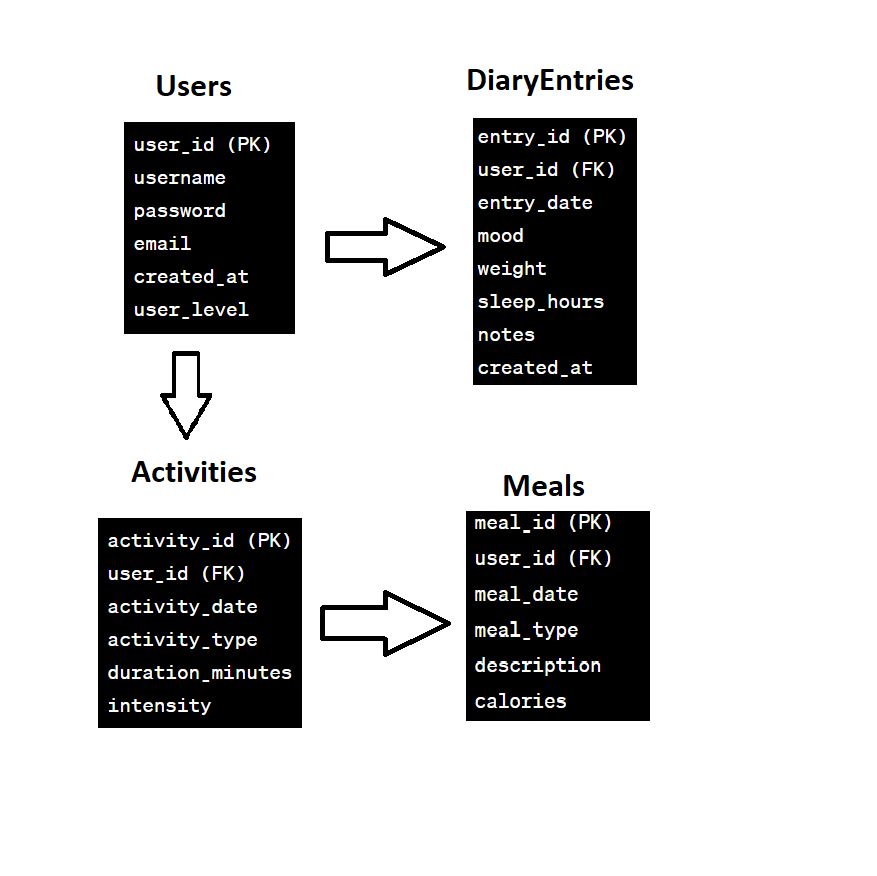 Users
user_id (PK)
username
password
email
created_at
user_level
DiaryEntries
entry_id (PK)
user_id (FK)
entry_date
mood
weight
sleep_hours
notes
created_at
Activities
activity_id (PK)
user_id (FK)
activity_date
activity_type
duration_minutes
intensity
Meals
meal_id (PK)
user_id (FK)
meal_date
meal_type
description
calories